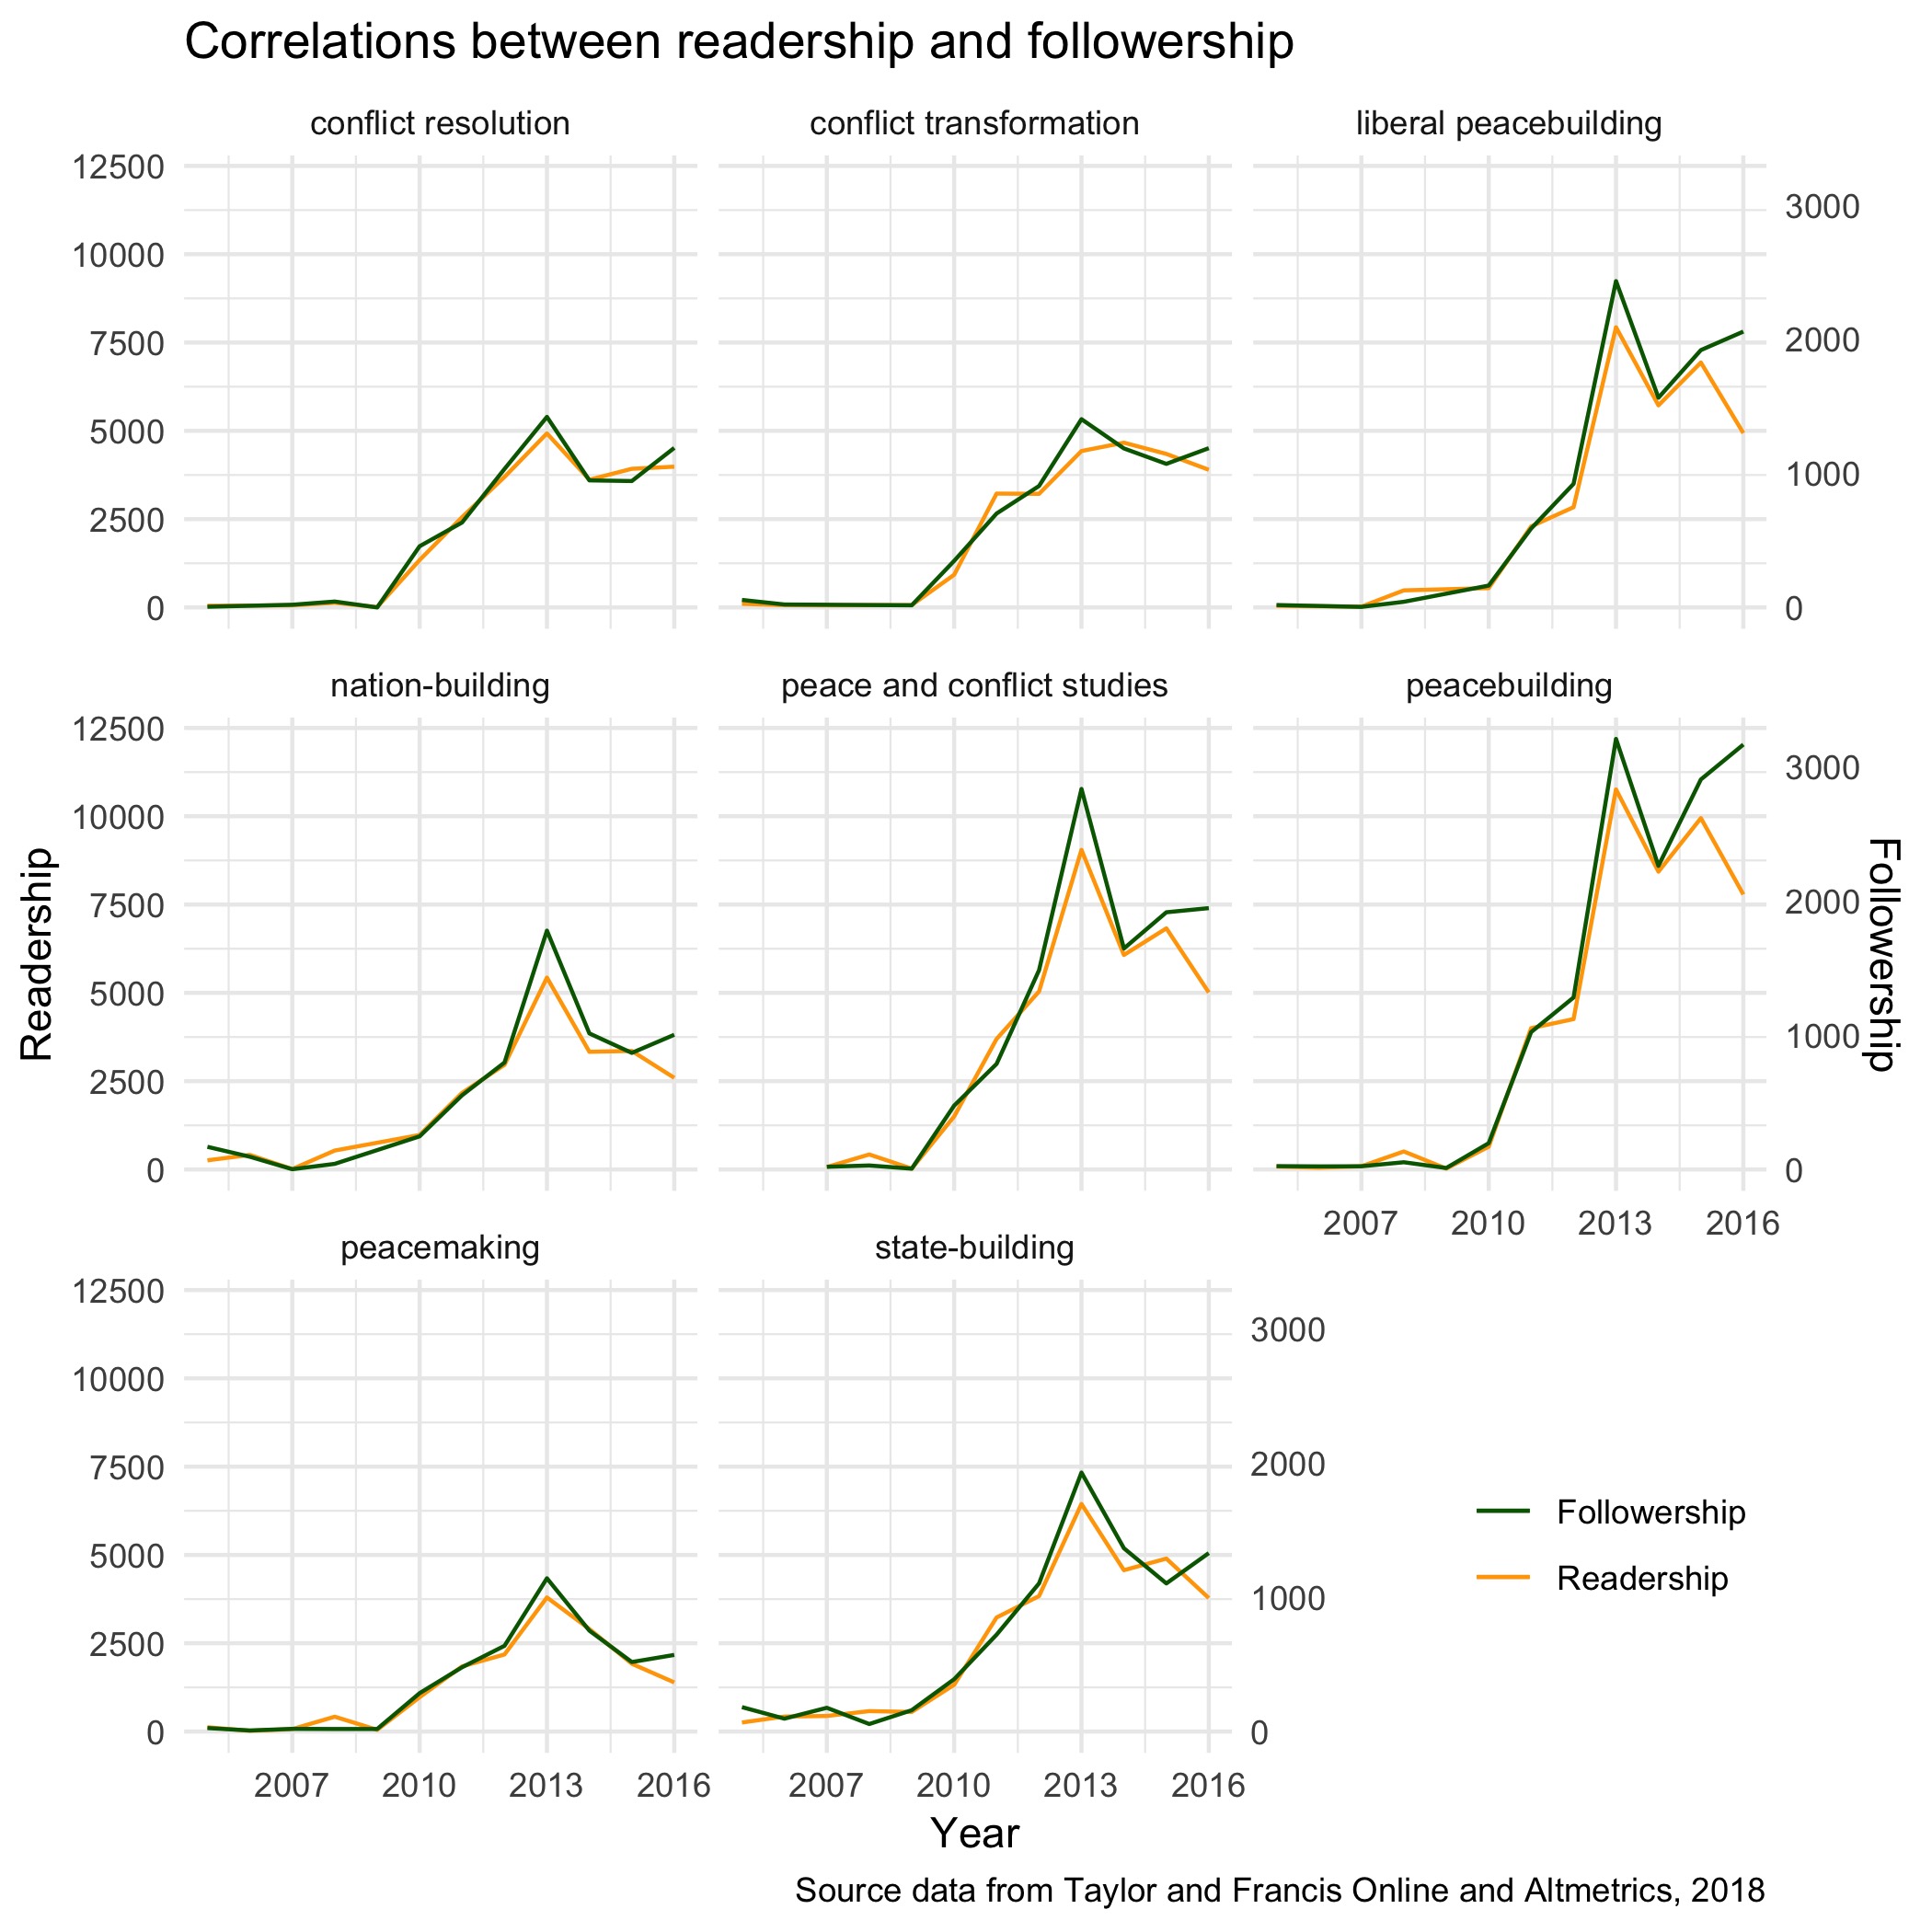 Correlations between readership and followership
conflict resolution
conflict transformation
liberal peacebuilding
12500
10000
7500
5000
2500
0
3000
2000
1000
0
nation-building
peace and conflict studies
peacebuilding
12500
10000
7500
5000
2500
0
3000
2000
1000
0
2007 2010 2013 2016
Readership
Followership
peacemaking
state-building
12500
10000
7500
5000
2500
0
3000
2000
1000
0
2007 2010 2013 2016
2007 2010 2013 2016
Followership
Readership
Year
Source data from Taylor and Francis Online and Altmetrics, 2018